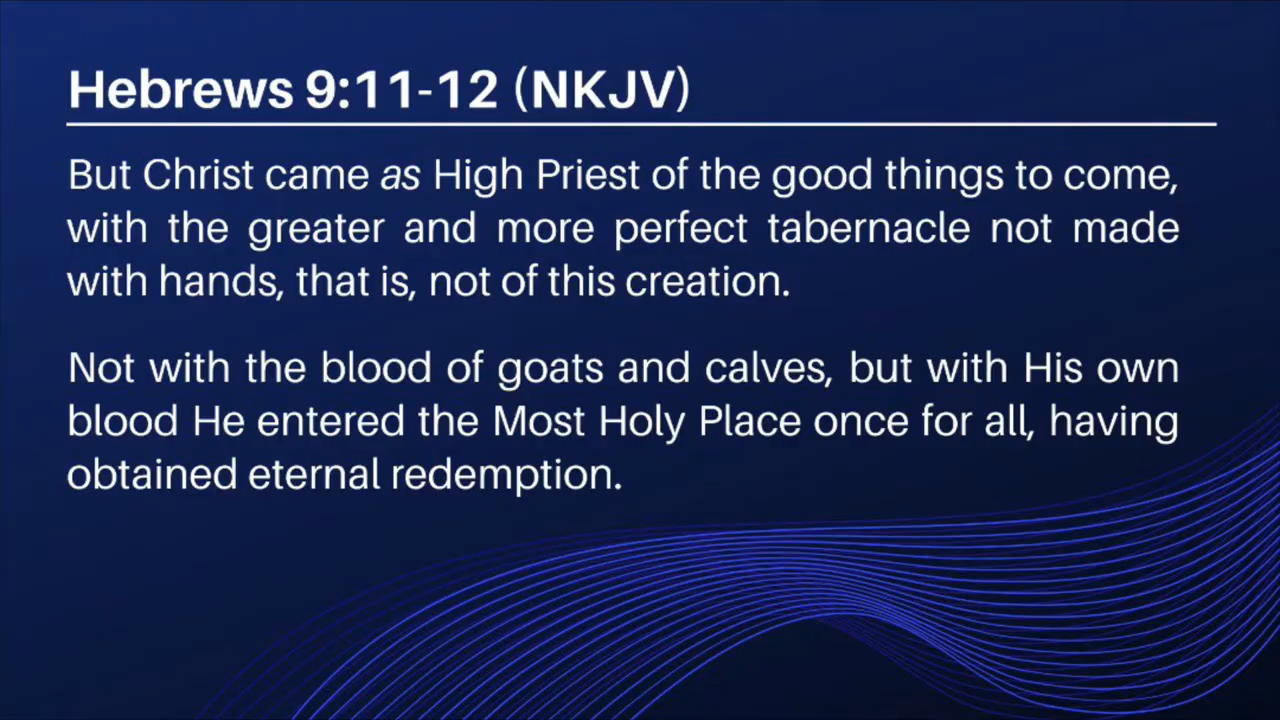 Hebrews 9:11-12 (NKJV)
But Christ came as High Priest of the good things to come,
with the greater and more perfect tabernacle not made
with hands, that is, not of this creation.
Not with the blood of goats and calves, but with His own
blood He entered the Most Holy Place once for all, having
obtained eternal redemption.